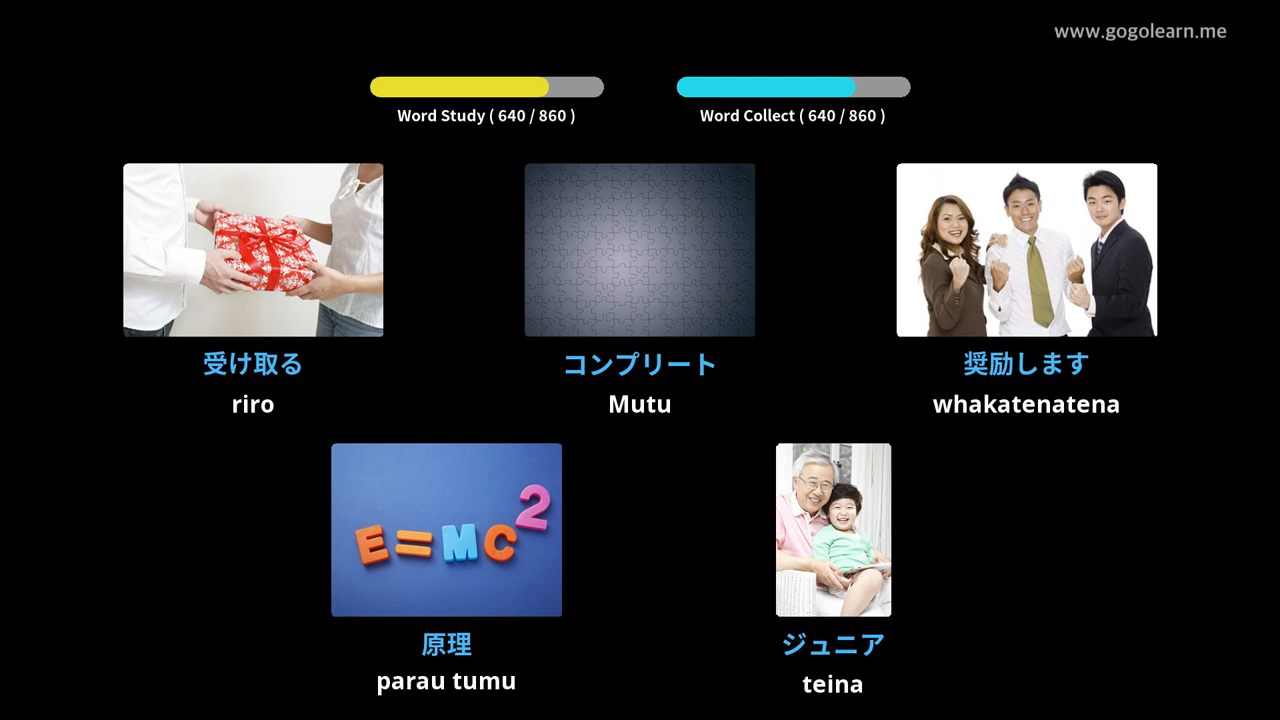 www.gogolearn.me
Word Study ( 640 / 860 )
Word Collect ( 640 / 860 )
受け取る
riro
コンプリート
Mutu
奨励します
whakatenatena
E=MC2
原理
parau tumu
ジュニア
teina